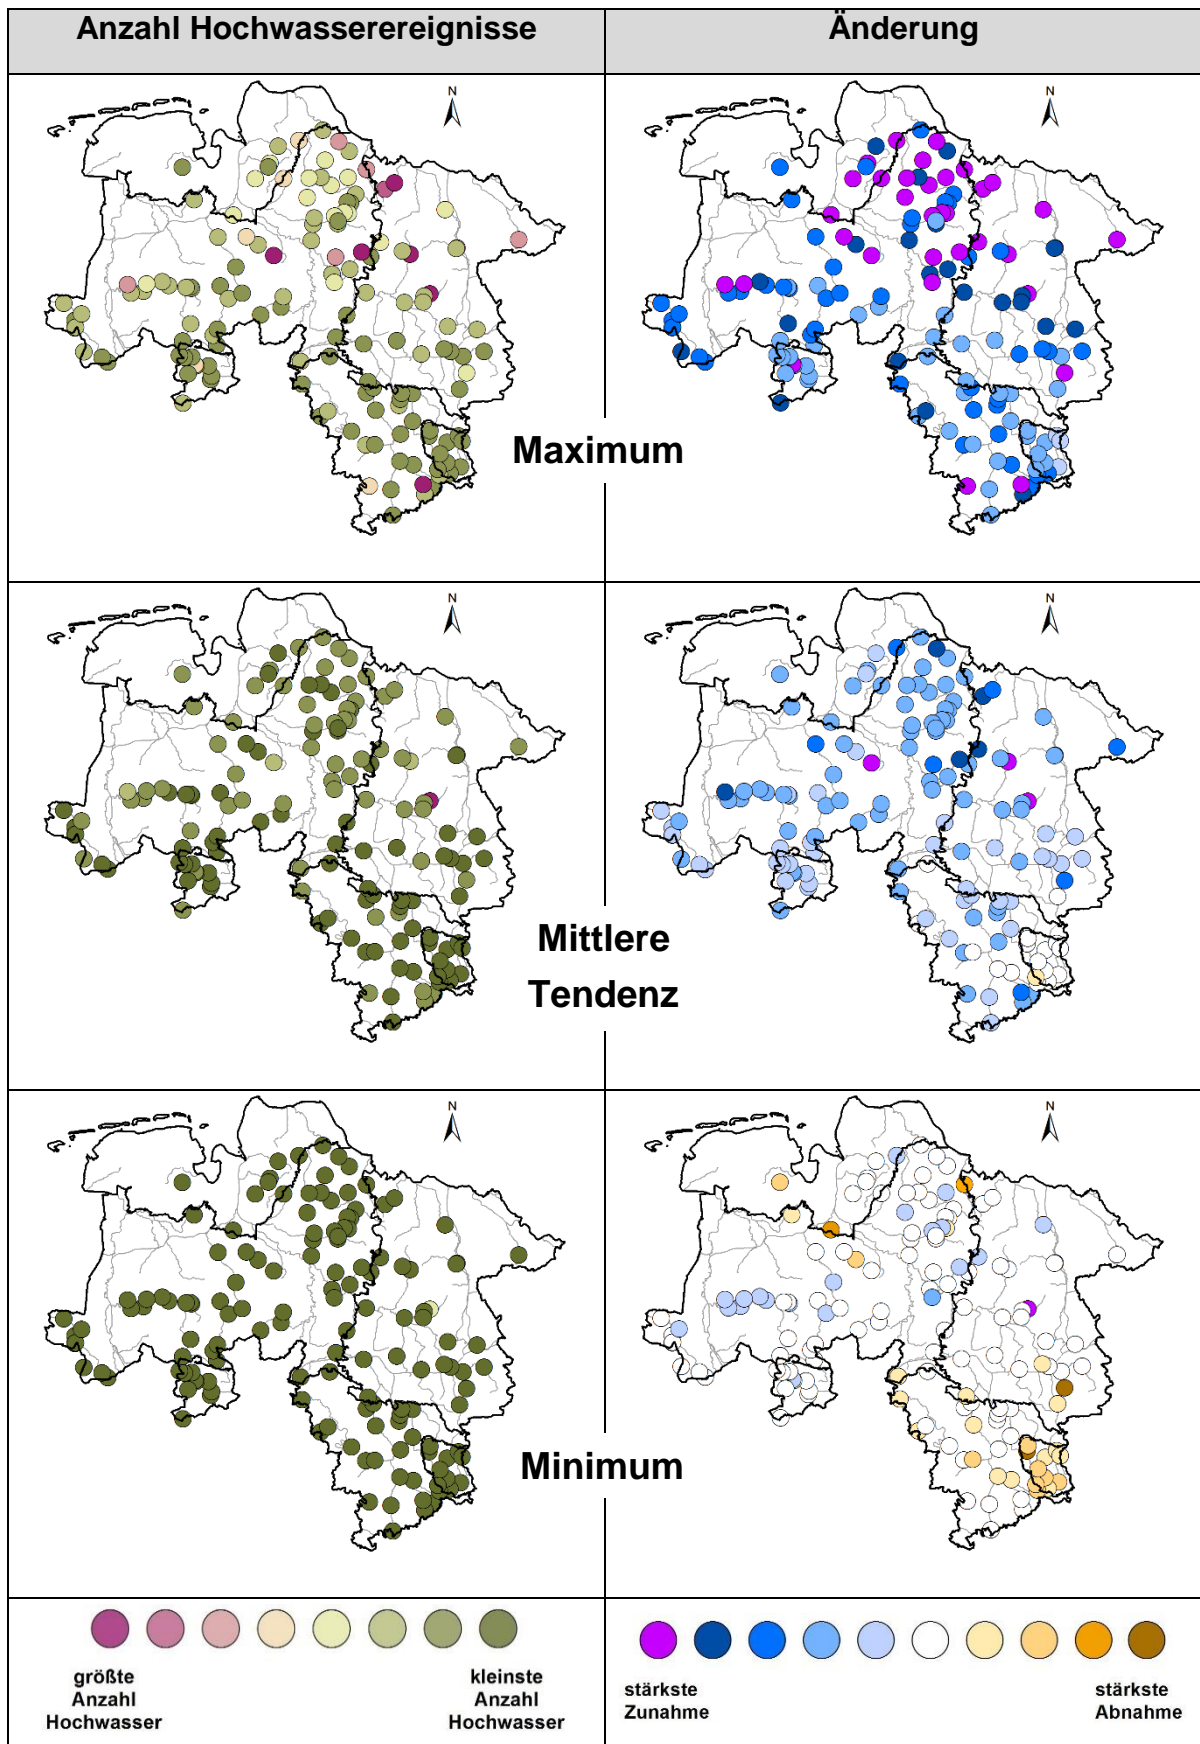 Anzahl Hochwasserereignisse
Änderung
N
N
Maximum
N
N
Mittlere
Tendenz
N
N
Minimum
größte
Anzahl
Hochwasser
kleinste
Anzahl
Hochwasser
stärkste
Zunahme
stärkste
Abnahme